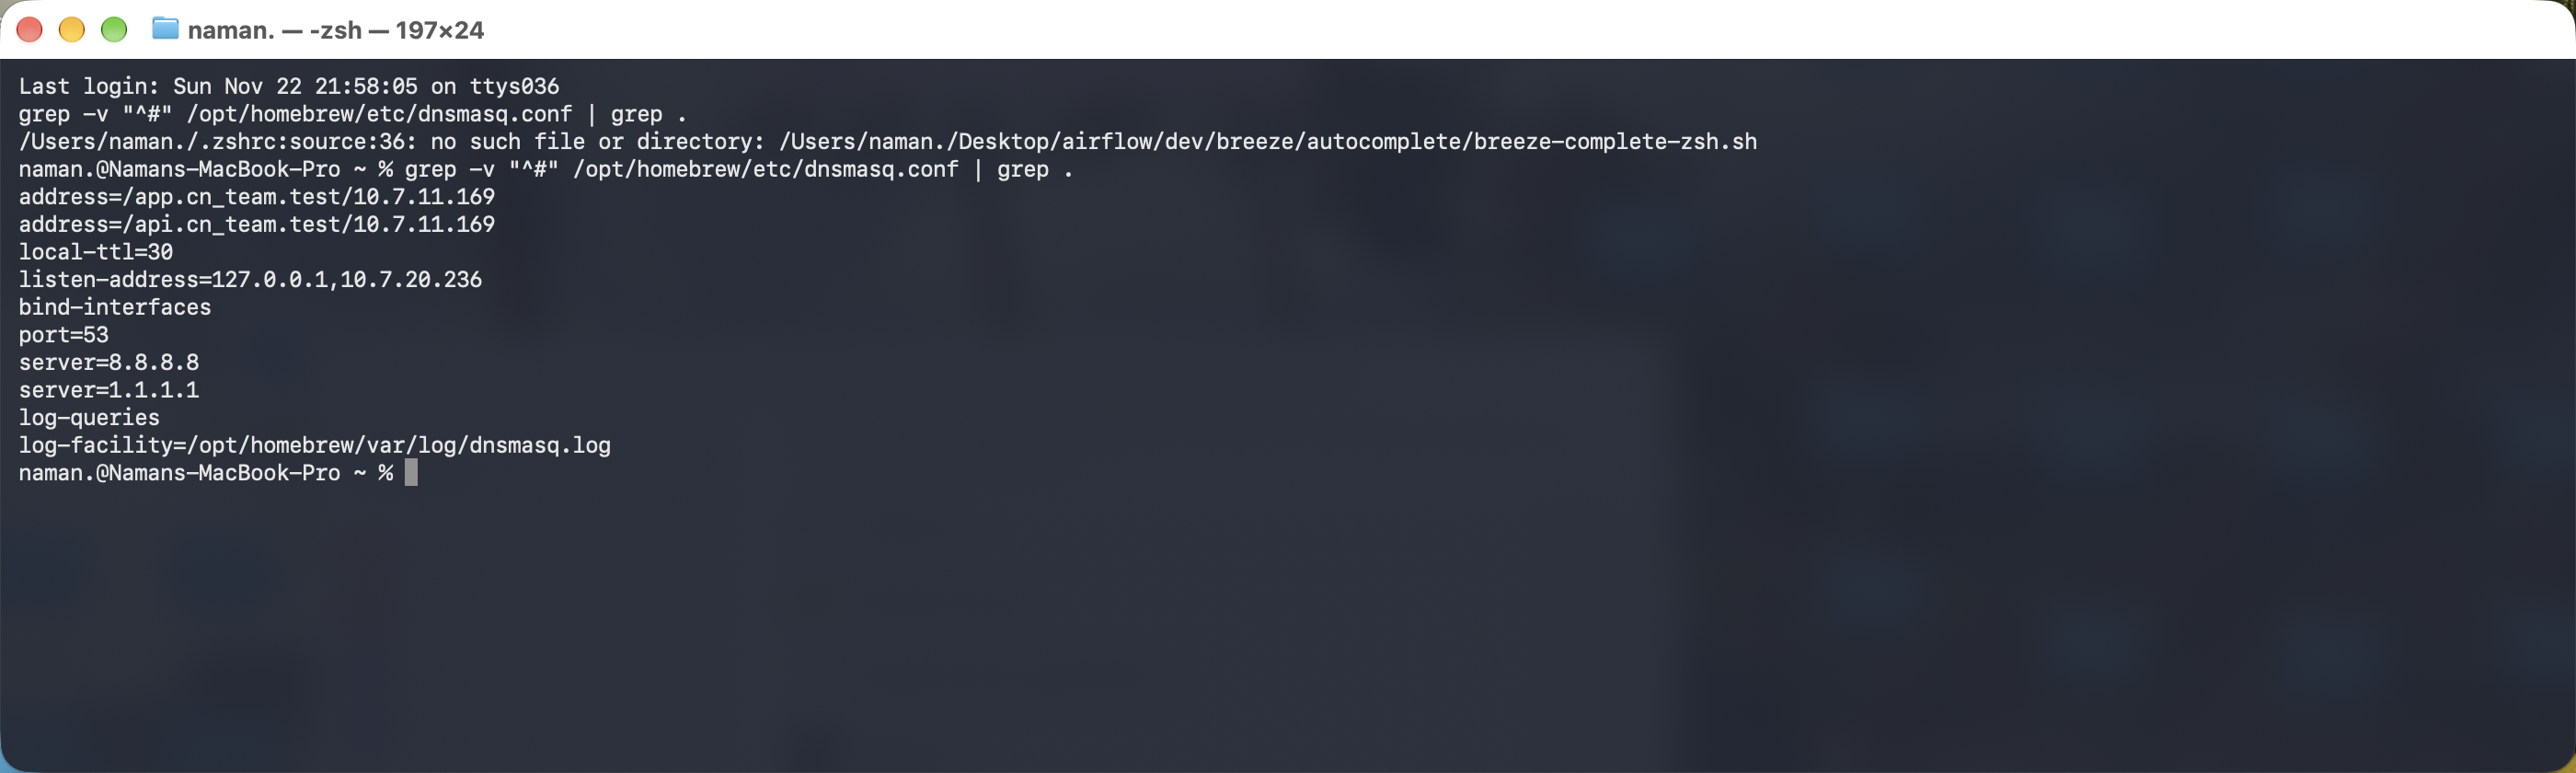 naman. — -zsh — 197×24
Last login: Sun Nov 22 21:58:05 on ttys036
grep -v "^#" /opt/homebrew/etc/dnsmasq.conf | grep .
/Users/naman./.zshrc:source:36: no such file or directory: /Users/naman./Desktop/airflow/dev/breeze/autocomplete/breeze-complete-zsh.sh
naman.@Namans-MacBook-Pro ~ % grep -v "^#" /opt/homebrew/etc/dnsmasq.conf | grep .
address=/app.cn_team.test/10.7.11.169
address=/api.cn_team.test/10.7.11.169
local-ttl=30
listen-address=127.0.0.1,10.7.20.236
bind-interfaces
port=53
server=8.8.8.8
server=1.1.1.1
log-queries
log-facility=/opt/homebrew/var/log/dnsmasq.log
naman.@Namans-MacBook-Pro ~ %